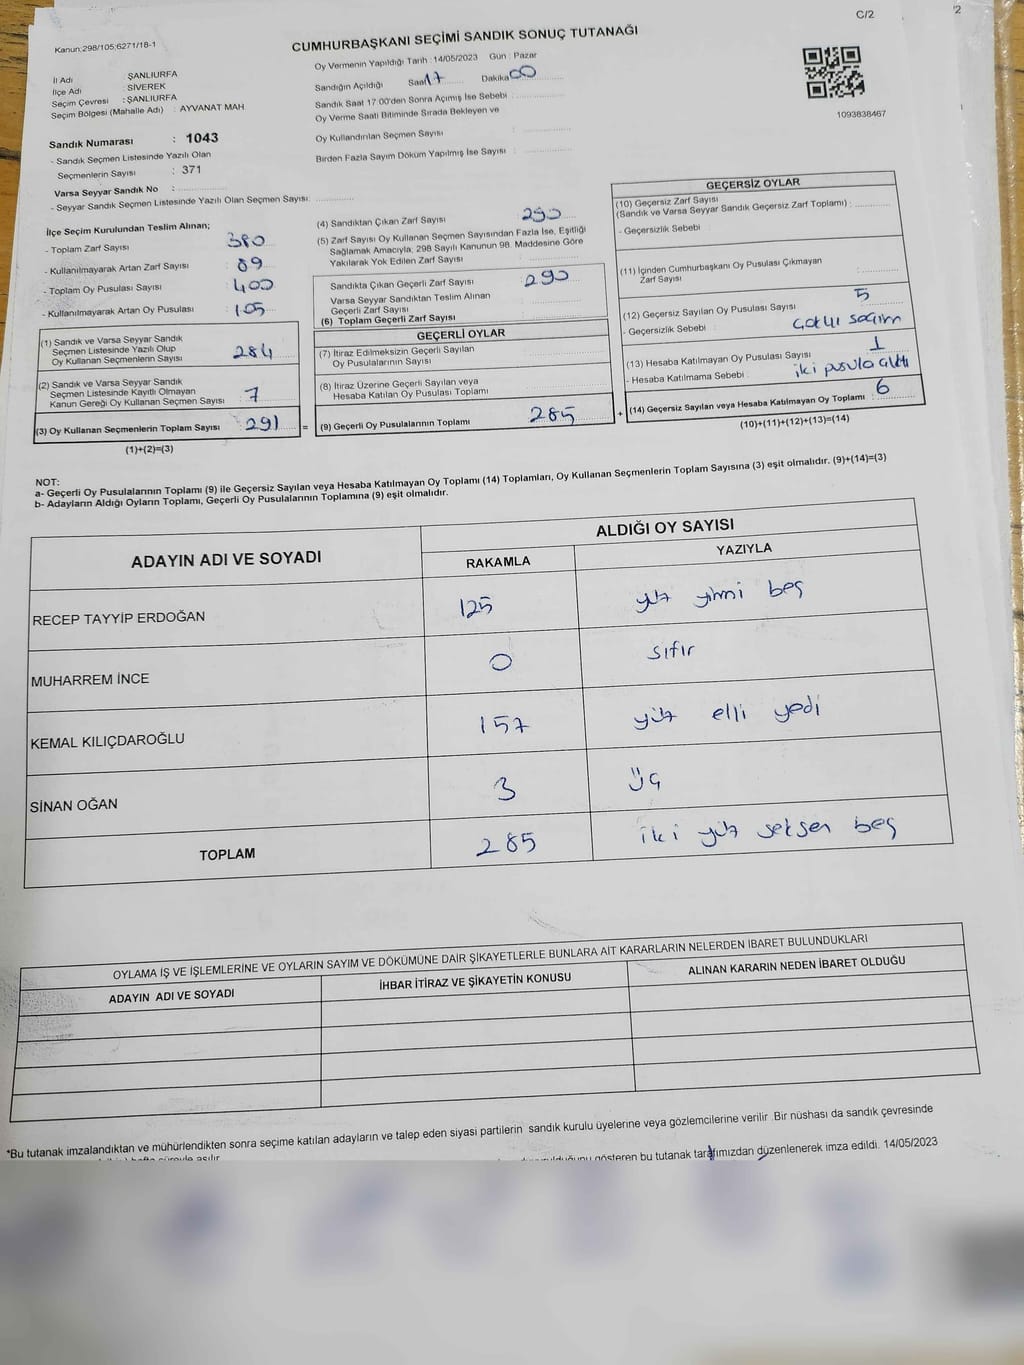 C/2
2
Kanun:298/105;6271/18-1
CUMHURBAŞKANI SEÇİMİ SANDIK SONUÇ TUTANAĞI
İl Adı ŞANLIURFA
İlçe Adı : SİVEREK
Seçim Çevresi : ŞANLIURFA
Seçim Bölgesi (Mahalle Adı) : AYVANAT MAH.
Oy Vermenin Yapıldığı Tarih : 14/05/2023 Gün : Pazar
Sandığın Açıldığı Saat 17 Dakika 00
Sandık Saat 17.00'den Sonra Açımış İse Sebebi :
Oy Verme Saati Bitiminde Sırada Bekleyen ve
Oy Kullandırılan Seçmen Sayısı :
Birden Fazla Sayım Döküm Yapılmış İse Sayısı :
1093838467
Sandık Numarası : 1043
- Sandık Seçmen Listesinde Yazılı Olan
Seçmenlerin Sayısı : 371
Varsa Seyyar Sandık No :
- Seyyar Sandık Seçmen Listesinde Yazılı Olan Seçmen Sayısı:
İlçe Seçim Kurulundan Teslim Alınan;
- Toplam Zarf Sayısı 380
- Kullanılmayarak Artan Zarf Sayısı : 89
- Toplam Oy Pusulası Sayısı : 400
- Kullanılmayarak Artan Oy Pusulası : 105
(1) Sandık ve Varsa Seyyar Sandık
Seçmen Listesinde Yazılı Olup
Oy Kullanan Seçmenlerin Sayısı 284
(2) Sandık ve Varsa Seyyar Sandık
Seçmen Listesinde Kayıtlı Olmayan
Kanun Gereği Oy Kullanan Seçmen Sayısı 7
(3) Oy Kullanan Seçmenlerin Toplam Sayısı 291 =
(1)+(2)=(3)
(4) Sandıktan Çıkan Zarf Sayısı 290
(5) Zarf Sayısı Oy Kullanan Seçmen Sayısından Fazla İse, Eşitliği
Sağlamak Amacıyla, 298 Sayılı Kanunun 98. Maddesine Göre
Yakılarak Yok Edilen Zarf Sayısı
Sandıkta Çıkan Geçerli Zarf Sayısı : 290
Varsa Seyyar Sandıktan Teslim Alınan
Geçerli Zarf Sayısı
(6) Toplam Geçerli Zarf Sayısı
GEÇERLİ OYLAR
(7) İtiraz Edilmeksizin Geçerli Sayılan
Oy Pusulalarının Sayısı
(8) İtiraz Üzerine Geçerli Sayılan veya
Hesaba Katılan Oy Pusulası Toplamı
(9) Geçerli Oy Pusulalarının Toplamı 285 +
GEÇERSİZ OYLAR
(10) Geçersiz Zarf Sayısı
(Sandık ve Varsa Seyyar Sandık Geçersiz Zarf Toplamı) :
- Geçersizlik Sebebi :
(11) İçinden Cumhurbaşkanı Oy Pusulası Çıkmayan
Zarf Sayısı :
(12) Geçersiz Sayılan Oy Pusulası Sayısı : 5
- Geçersizlik Sebebi :
(13) Hesaba Katılmayan Oy Pusulası Sayısı 1
- Hesaba Katılmama Sebebi : iki pusula
(14) Geçersiz Sayılan veya Hesaba Katılmayan Oy Toplamı : 6
(10)+(11)+(12)+(13)=(14)
NOT:
a- Geçerli Oy Pusulalarının Toplamı (9) ile Geçersiz Sayılan veya Hesaba Katılmayan Oy Toplamı (14) Toplamları, Oy Kullanan Seçmenlerin Toplam Sayısına (3) eşit olmalıdır. (9)+(14)=(3)
b- Adayların Aldığı Oyların Toplamı, Geçerli Oy Pusulalarının Toplamına (9) eşit olmalıdır.
ADAYIN ADI VE SOYADI ALDIĞI OY SAYISI
RAKAMLA YAZIYLA
RECEP TAYYİP ERDOĞAN 125 yüz yirmi beş
MUHARREM İNCE 0 sıfır
KEMAL KILIÇDAROĞLU 157 yüz elli yedi
SİNAN OĞAN 3 üç
TOPLAM 285 iki yüz seksen beş
OYLAMA İŞ VE İŞLEMLERİNE VE OYLARIN SAYIM VE DÖKÜMÜNE DAİR ŞİKAYETLERLE BUNLARA AİT KARARLARIN NELERDEN İBARET BULUNDUKLARI
ADAYIN ADI VE SOYADI İHBAR İTİRAZ VE ŞİKAYETİN KONUSU ALINAN KARARIN NEDEN İBARET OLDUĞU
*Bu tutanak imzalandıktan ve mühürlendikten sonra seçime katılan adayların ve talep eden siyasi partilerin sandık kurulu üyelerine veya gözlemcilerine verilir .Bir nüshası da sandık çevresinde
gösteren bu tutanak tarafımızdan düzenlenerek imza edildi. 14/05/2023